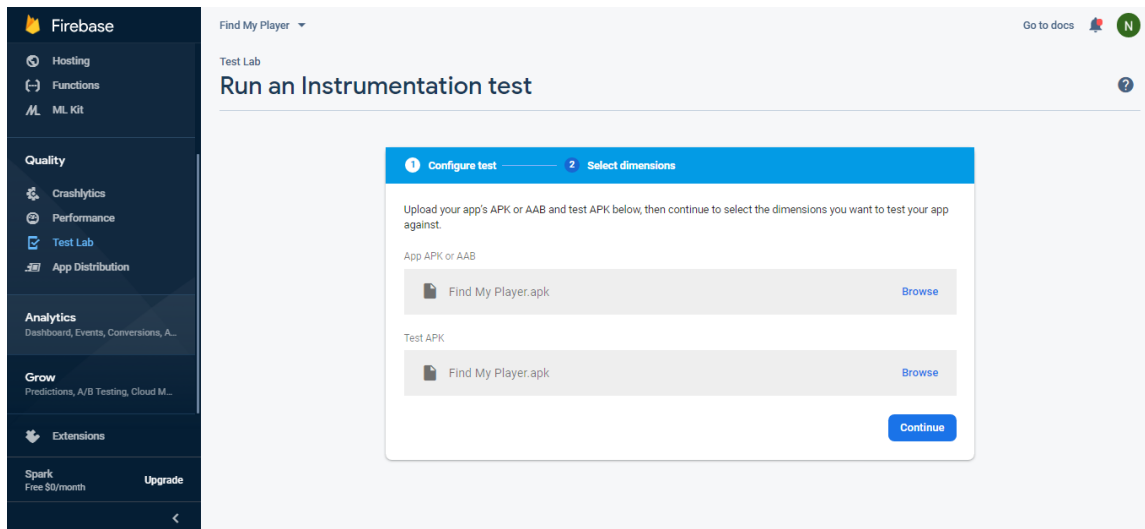 Firebase
Hosting
Functions
ML Kit
Quality
Crashlytics
Performance
Test Lab
App Distribution
Analytics
Dashboard, Events, Conversions, A...
Grow
Predictions, A/B Testing, Cloud M...
Extensions
Spark
Free $0/month
Upgrade
Find My Player
Go to docs
N
Test Lab
Run an Instrumentation test
?
1 Configure test
2 Select dimensions
Upload your app's APK or AAB and test APK below, then continue to select the dimensions you want to test your app
against.
App APK or AAB
Find My Player.apk
Browse
Test APK
Find My Player.apk
Browse
Continue